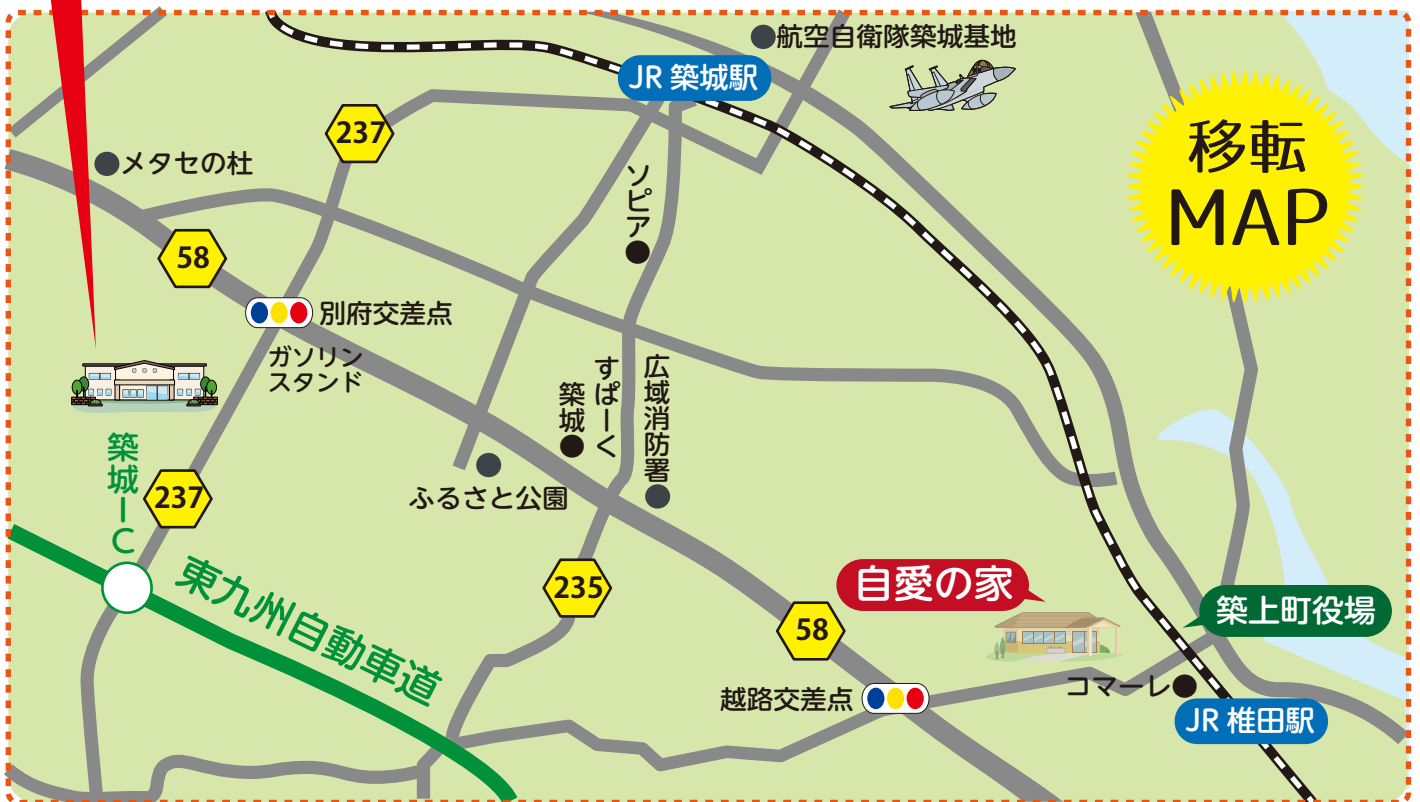 航空自衛隊築城基地
JR 築城駅
移転
MAP
237
メタセの杜
ソピア
58
別府交差点
ガソリン
スタンド
広域消防署
すぱーく
築城
築城IC
237
ふるさと公園
東九州自動車道
235
自愛の家
築上町役場
58
越路交差点
コマーレ
JR 椎田駅